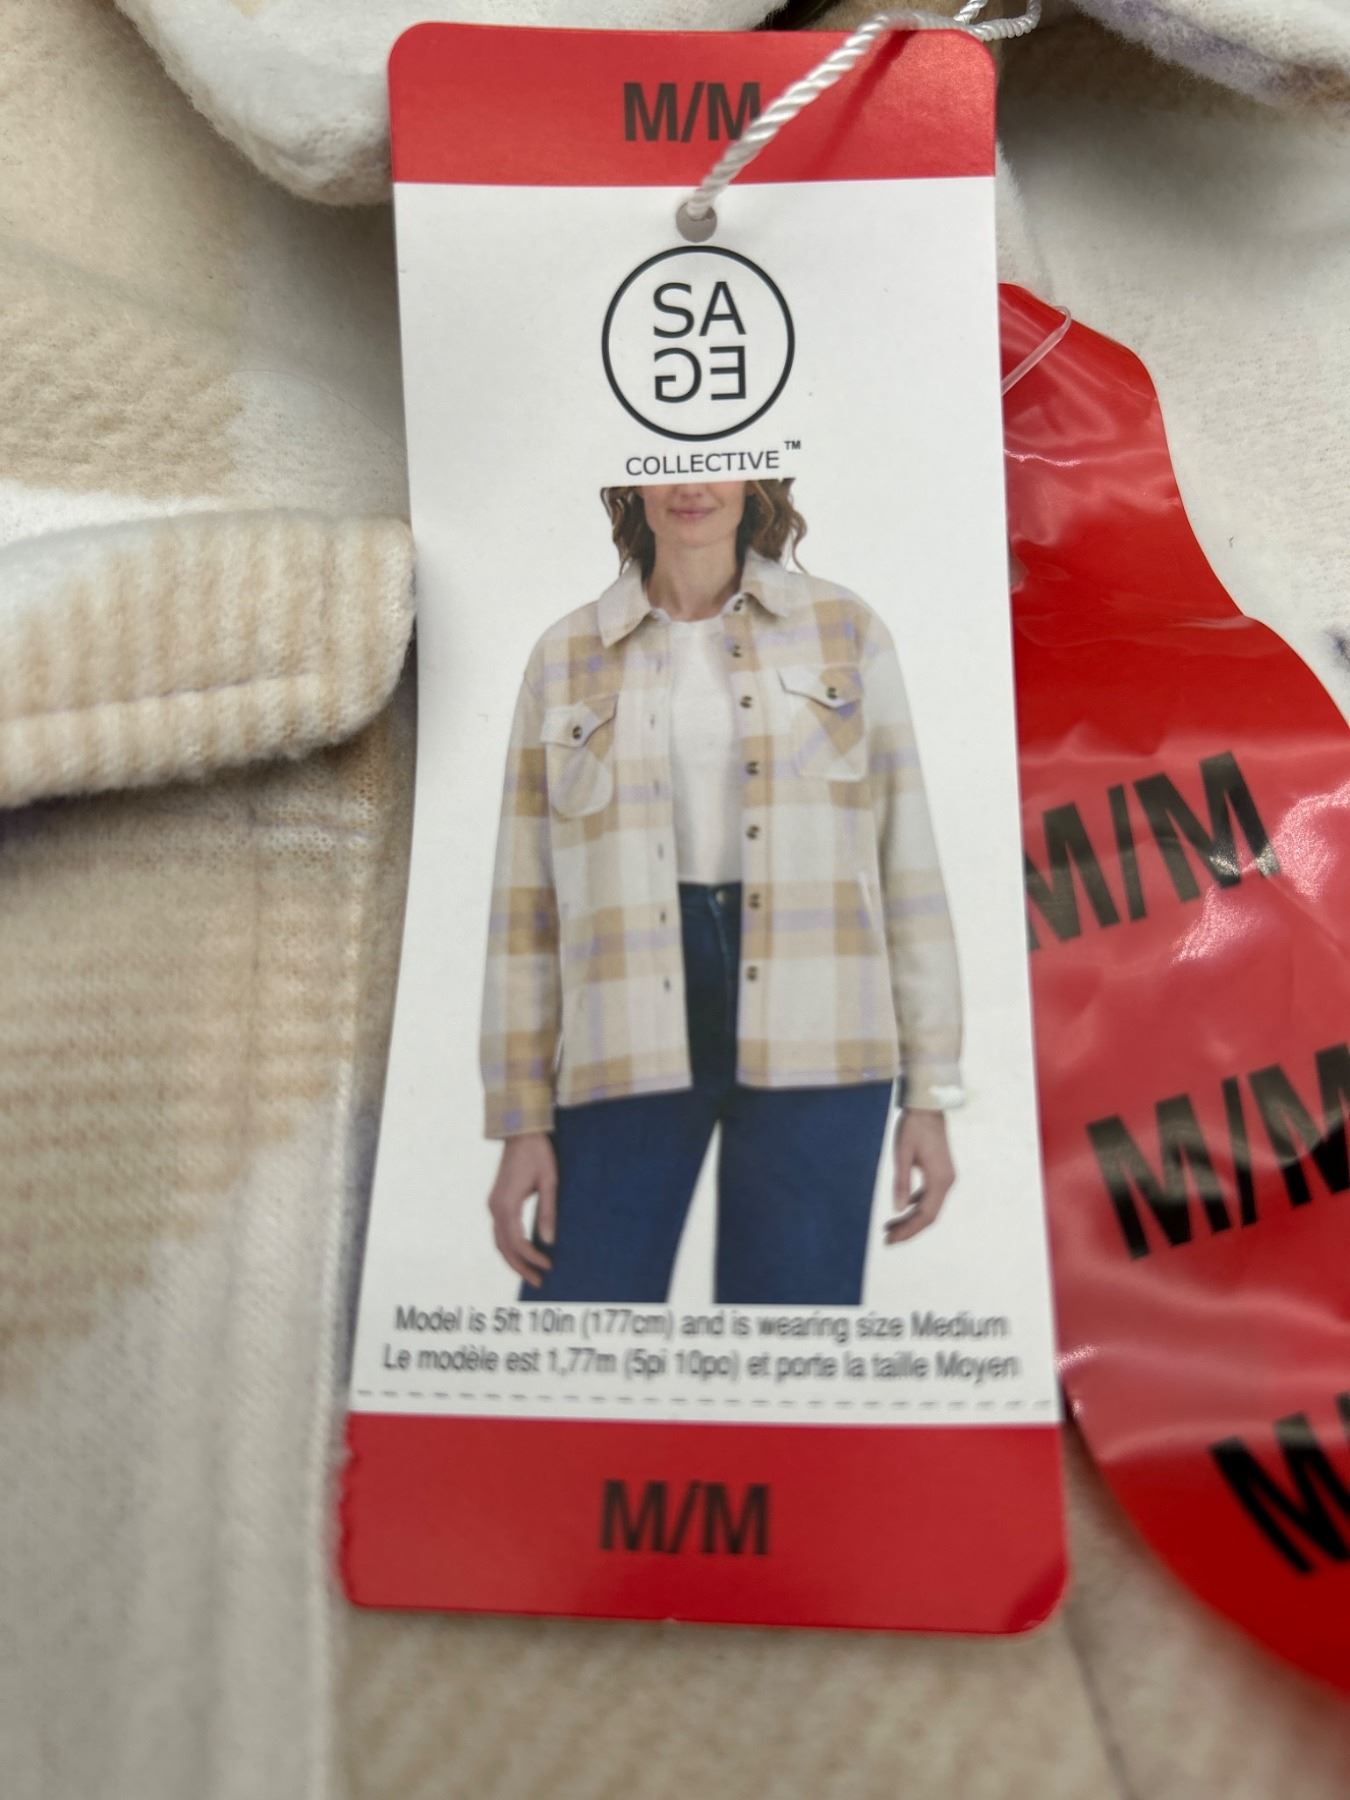 M/M
SA
GE
COLLECTIVE™
Model is 5ft 10in (177cm) and is wearing size Medium
Le modèle est 1,77m (5pi 10po) et porte la taille Moyen
M/M
M/M
M/M